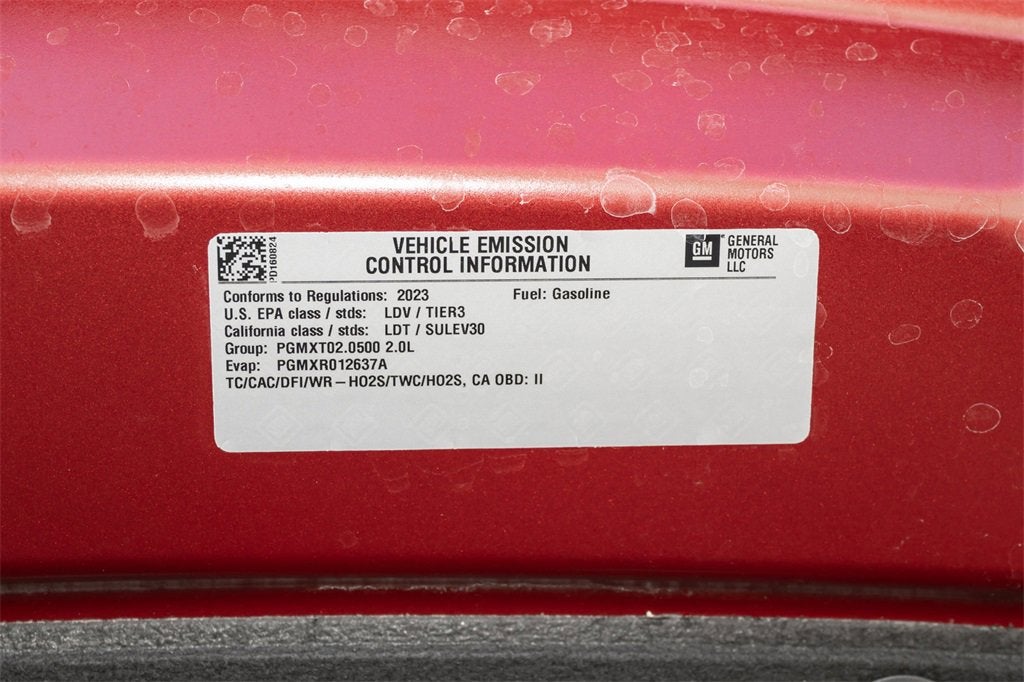 PD160824
VEHICLE EMISSION
CONTROL INFORMATION
GM
GENERAL
MOTORS
LLC
Conforms to Regulations: 2023 Fuel: Gasoline
U.S. EPA class / stds: LDV / TIER3
California class / stds: LDT / SULEV30
Group: PGMXT02.0500 2.0L
Evap: PGMXR012637A
TC/CAC/DFI/WR – HO2S/TWC/HO2S, CA OBD: II